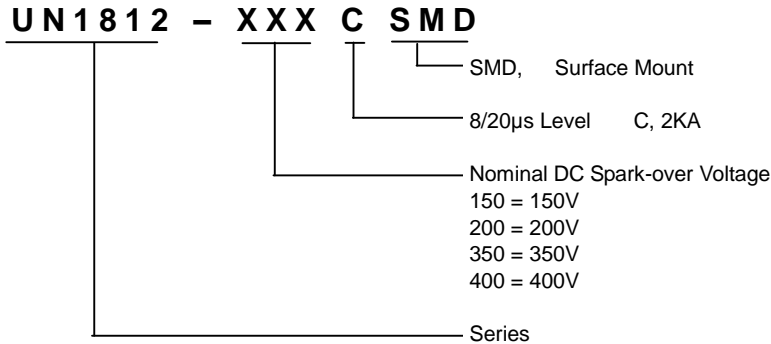 UN1812 – XXX C SMD
SMD, Surface Mount
8/20µs Level C, 2KA
Nominal DC Spark-over Voltage
150 = 150V
200 = 200V
350 = 350V
400 = 400V
Series